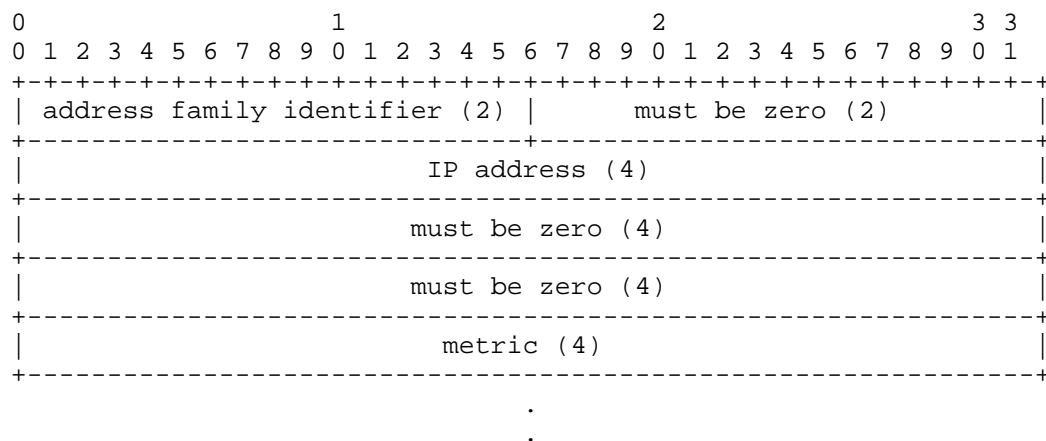 0                   1                   2                   3 3
0 1 2 3 4 5 6 7 8 9 0 1 2 3 4 5 6 7 8 9 0 1 2 3 4 5 6 7 8 9 0 1
+-+-+-+-+-+-+-+-+-+-+-+-+-+-+-+-+-+-+-+-+-+-+-+-+-+-+-+-+-+-+-+-+
| address family identifier (2) |      must be zero (2)         |
+-------------------------------+-------------------------------+
|                         IP address (4)                        |
+---------------------------------------------------------------+
|                        must be zero (4)                       |
+---------------------------------------------------------------+
|                        must be zero (4)                       |
+---------------------------------------------------------------+
|                          metric (4)                           |
+---------------------------------------------------------------+
                                .
                                .